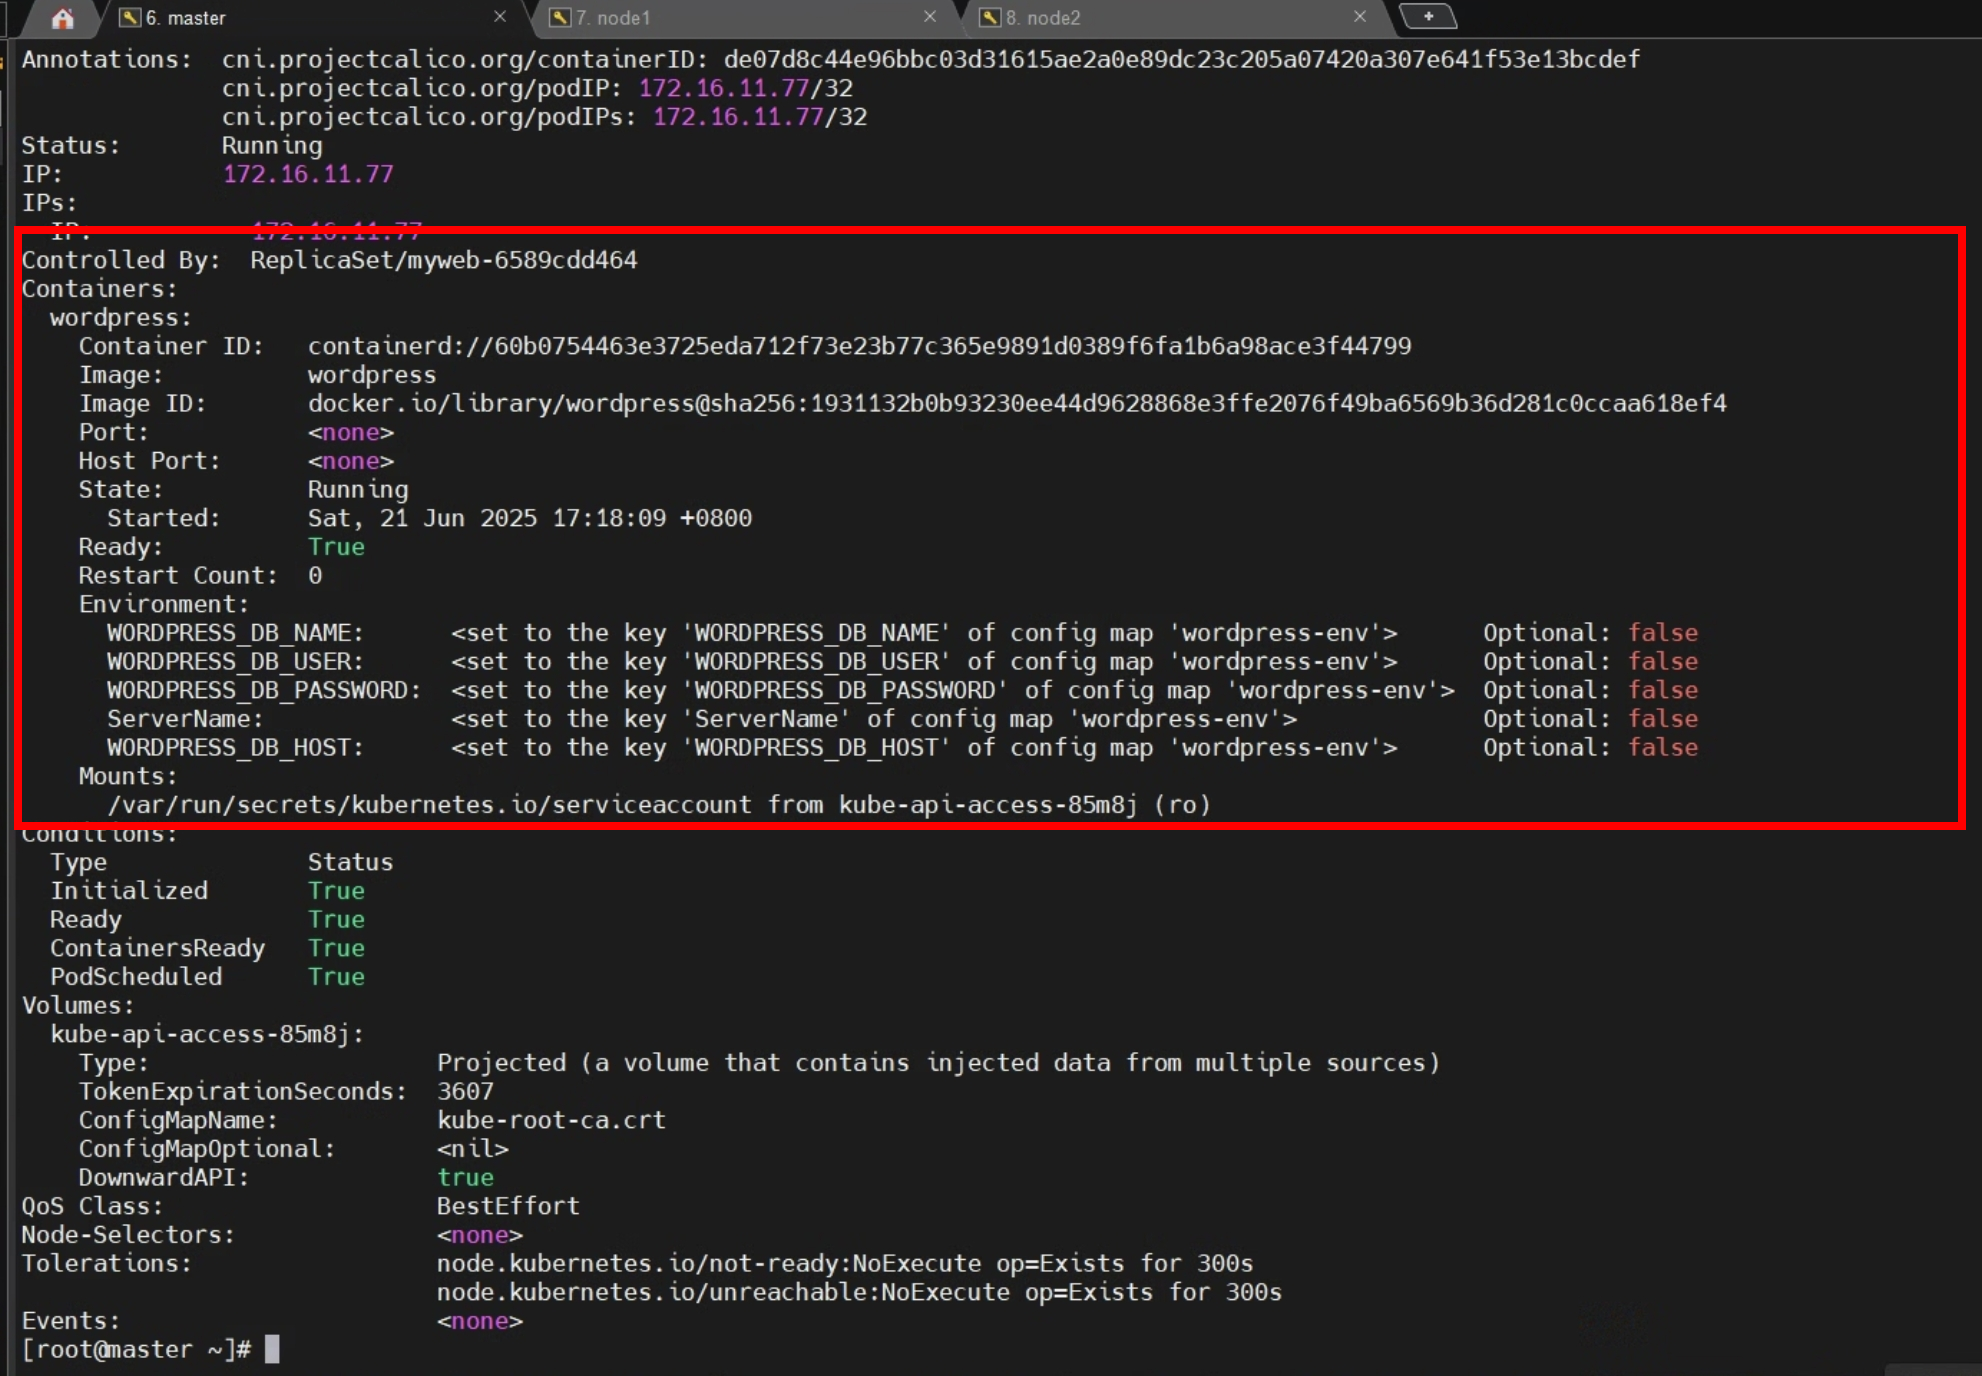 6. master
7. node1
8. node2
Annotations: cni.projectcalico.org/containerID: de07d8c44e96bbc03d31615ae2a0e89dc23c205a07420a307e641f53e13bcdef
cni.projectcalico.org/podIP: 172.16.11.77/32
cni.projectcalico.org/podIPs: 172.16.11.77/32
Status: Running
IP: 172.16.11.77
IPs:
IP: 172.16.11.77
Controlled By: ReplicaSet/myweb-6589cdd464
Containers:
wordpress:
Container ID: containerd://60b0754463e3725eda712f73e23b77c365e9891d0389f6fa1b6a98ace3f44799
Image: wordpress
Image ID: docker.io/library/wordpress@sha256:1931132b0b93230ee44d9628868e3ffe2076f49ba6569b36d281c0ccaa618ef4
Port: <none>
Host Port: <none>
State: Running
Started: Sat, 21 Jun 2025 17:18:09 +0800
Ready: True
Restart Count: 0
Environment:
WORDPRESS_DB_NAME: <set to the key 'WORDPRESS_DB_NAME' of config map 'wordpress-env'> Optional: false
WORDPRESS_DB_USER: <set to the key 'WORDPRESS_DB_USER' of config map 'wordpress-env'> Optional: false
WORDPRESS_DB_PASSWORD: <set to the key 'WORDPRESS_DB_PASSWORD' of config map 'wordpress-env'> Optional: false
ServerName: <set to the key 'ServerName' of config map 'wordpress-env'> Optional: false
WORDPRESS_DB_HOST: <set to the key 'WORDPRESS_DB_HOST' of config map 'wordpress-env'> Optional: false
Mounts:
/var/run/secrets/kubernetes.io/serviceaccount from kube-api-access-85m8j (ro)
Conditions:
Type Status
Initialized True
Ready True
ContainersReady True
PodScheduled True
Volumes:
kube-api-access-85m8j:
Type: Projected (a volume that contains injected data from multiple sources)
TokenExpirationSeconds: 3607
ConfigMapName: kube-root-ca.crt
ConfigMapOptional: <nil>
DownwardAPI: true
QoS Class: BestEffort
Node-Selectors: <none>
Tolerations: node.kubernetes.io/not-ready:NoExecute op=Exists for 300s
node.kubernetes.io/unreachable:NoExecute op=Exists for 300s
Events: <none>
[root@master ~]#